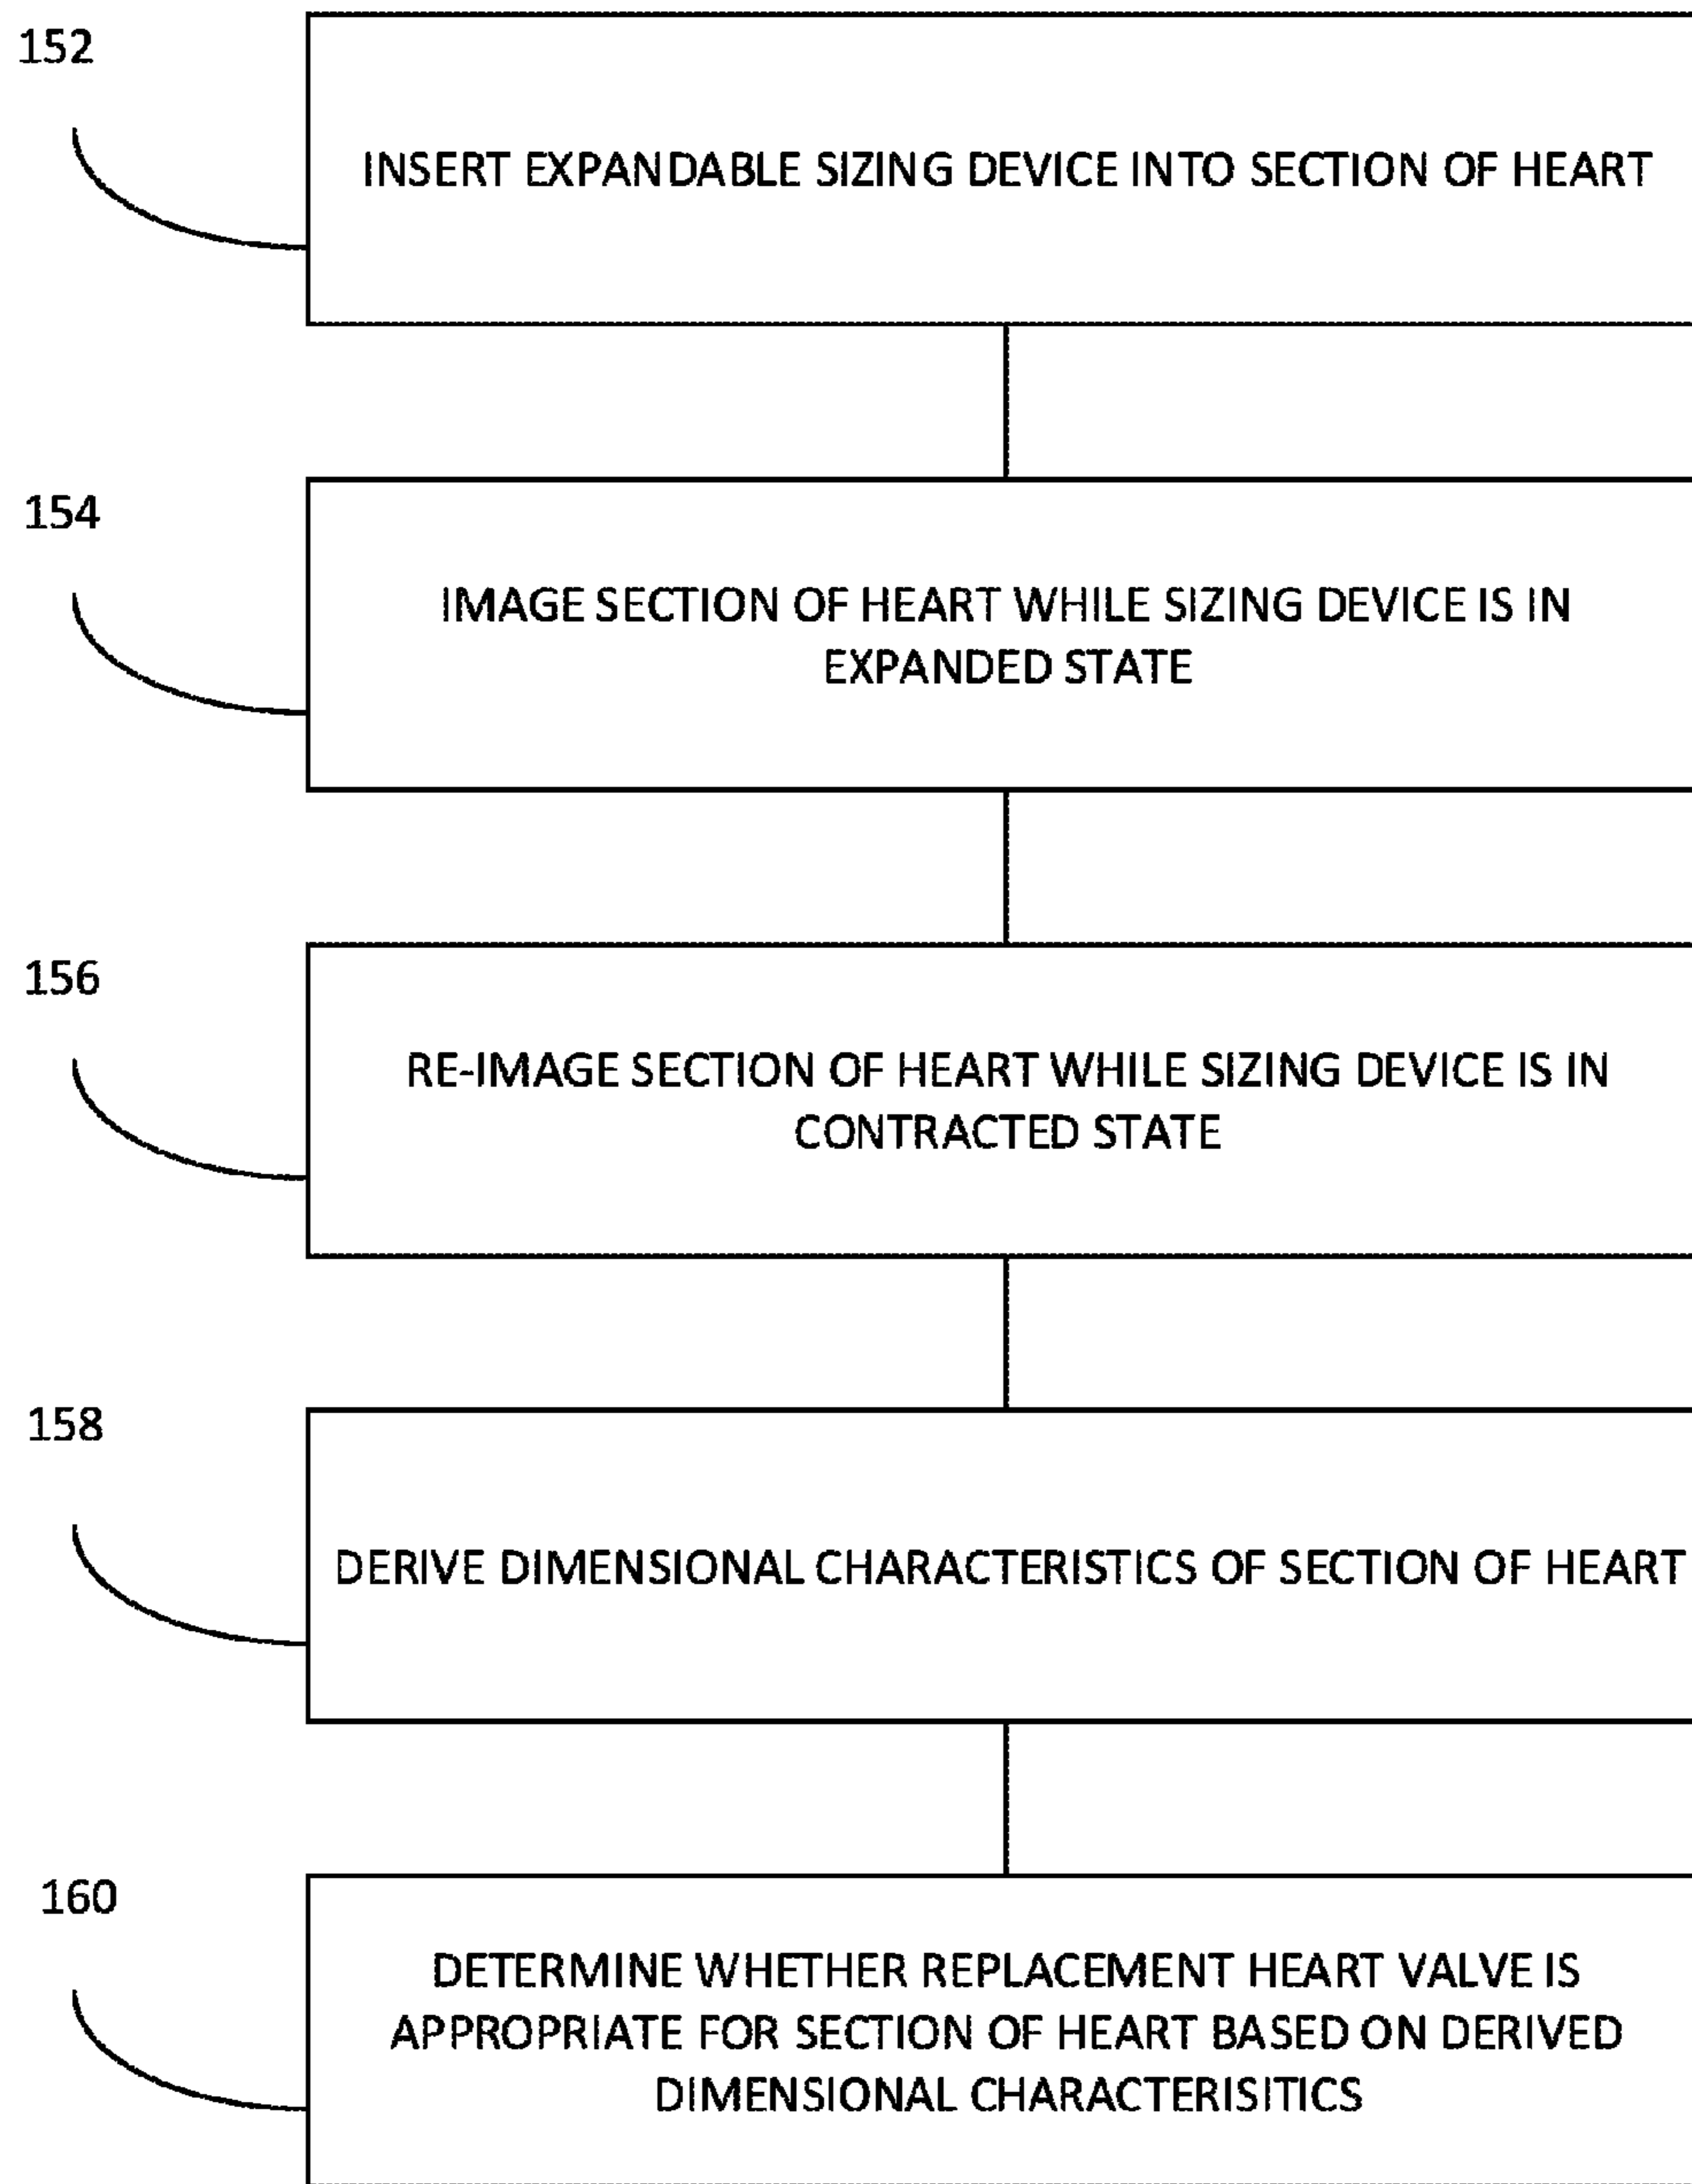 152
INSERT EXPANDABLE SIZING DEVICE INTO SECTION OF HEART
154
IMAGE SECTION OF HEART WHILE SIZING DEVICE IS IN
EXPANDED STATE
156
RE-IMAGE SECTION OF HEART WHILE SIZING DEVICE IS IN
CONTRACTED STATE
158
DERIVE DIMENSIONAL CHARACTERISTICS OF SECTION OF HEART
160
DETERMINE WHETHER REPLACEMENT HEART VALVE IS
APPROPRIATE FOR SECTION OF HEART BASED ON DERIVED
DIMENSIONAL CHARACTERISITICS